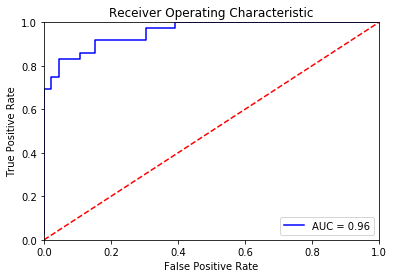 Receiver Operating Characteristic
True Positive Rate
1.0
0.8
0.6
0.4
0.2
0.0
AUC = 0.96
0.0 0.2 0.4 0.6 0.8 1.0
False Positive Rate